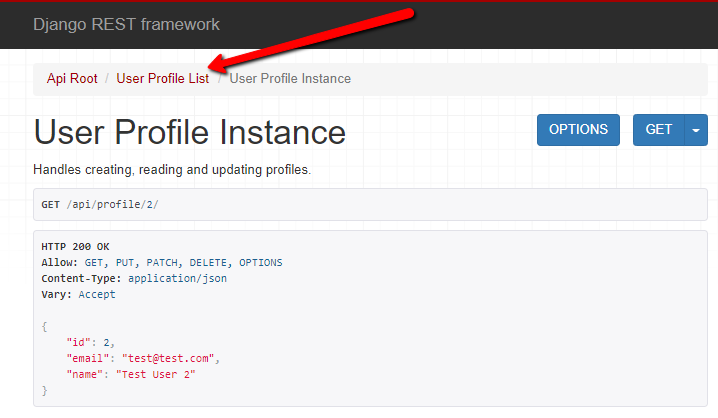 Django REST framework
Api Root / User Profile List / User Profile Instance
User Profile Instance
OPTIONS
GET
Handles creating, reading and updating profiles.
GET /api/profile/2/
HTTP 200 OK
Allow: GET, PUT, PATCH, DELETE, OPTIONS
Content-Type: application/json
Vary: Accept
{
    "id": 2,
    "email": "test@test.com",
    "name": "Test User 2"
}